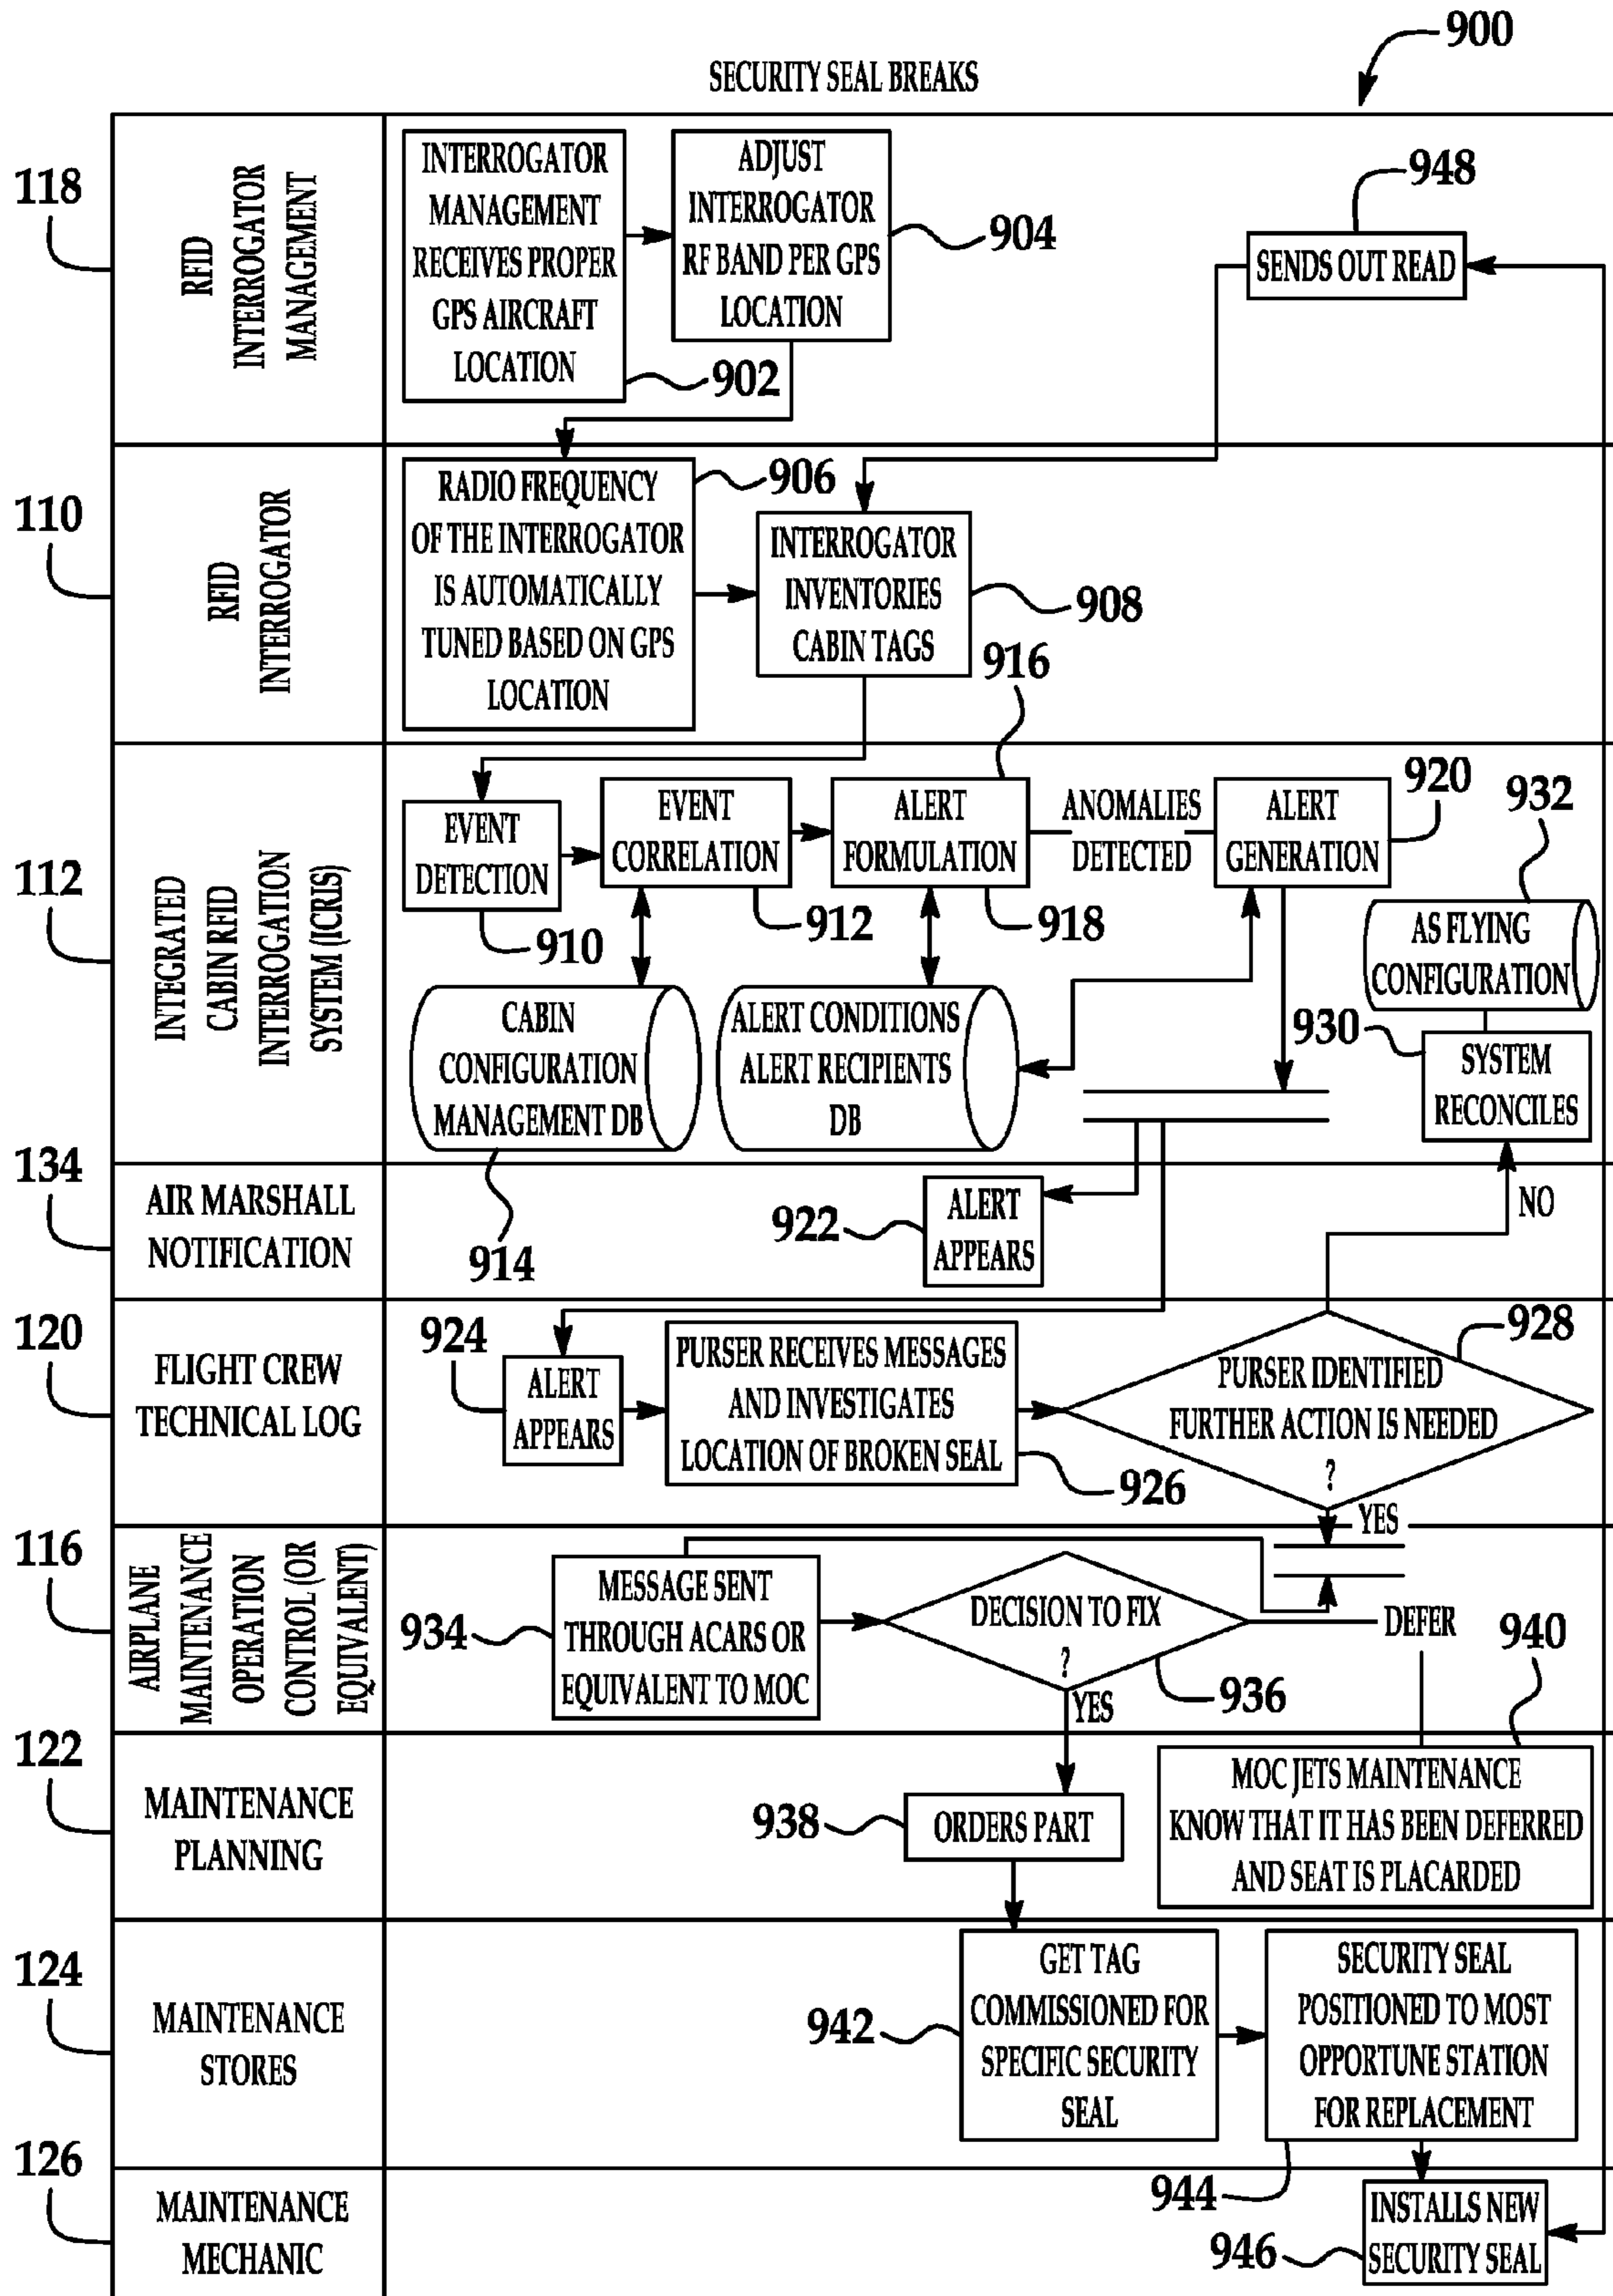 900
SECURITY SEAL BREAKS
118
RFID
INTERROGATOR
MANAGEMENT
INTERROGATOR
MANAGEMENT
RECEIVES PROPER
GPS AIRCRAFT
LOCATION
902
ADJUST
INTERROGATOR
RF BAND PER GPS
LOCATION
904
948
SENDS OUT READ
110
RFID
INTERROGATOR
RADIO FREQUENCY
OF THE INTERROGATOR
IS AUTOMATICALLY
TUNED BASED ON GPS
LOCATION
906
INTERROGATOR
INVENTORIES
CABIN TAGS
908
112
INTEGRATED
CABIN RFID
INTERROGATION
SYSTEM (ICRIS)
EVENT
DETECTION
910
EVENT
CORRELATION
912
916
ALERT
FORMULATION
918
ANOMALIES
DETECTED
ALERT
GENERATION
920
932
AS FLYING
CONFIGURATION
930
SYSTEM
RECONCILES
CABIN
CONFIGURATION
MANAGEMENT DB
914
ALERT CONDITIONS
ALERT RECIPIENTS
DB
134
AIR MARSHALL
NOTIFICATION
922
ALERT
APPEARS
NO
120
FLIGHT CREW
TECHNICAL LOG
924
ALERT
APPEARS
PURSER RECEIVES MESSAGES
AND INVESTIGATES
LOCATION OF BROKEN SEAL
926
928
PURSER IDENTIFIED
FURTHER ACTION IS NEEDED
?
YES
116
AIRPLANE
MAINTENANCE
OPERATION
CONTROL (OR
EQUIVALENT)
934
MESSAGE SENT
THROUGH ACARS OR
EQUIVALENT TO MOC
DECISION TO FIX
?
936
YES
DEFER
940
122
MAINTENANCE
PLANNING
938
ORDERS PART
MOC JETS MAINTENANCE
KNOW THAT IT HAS BEEN DEFERRED
AND SEAT IS PLACARDED
124
MAINTENANCE
STORES
942
GET TAG
COMMISSIONED FOR
SPECIFIC SECURITY
SEAL
SECURITY SEAL
POSITIONED TO MOST
OPPORTUNE STATION
FOR REPLACEMENT
944
126
MAINTENANCE
MECHANIC
946
INSTALLS NEW
SECURITY SEAL